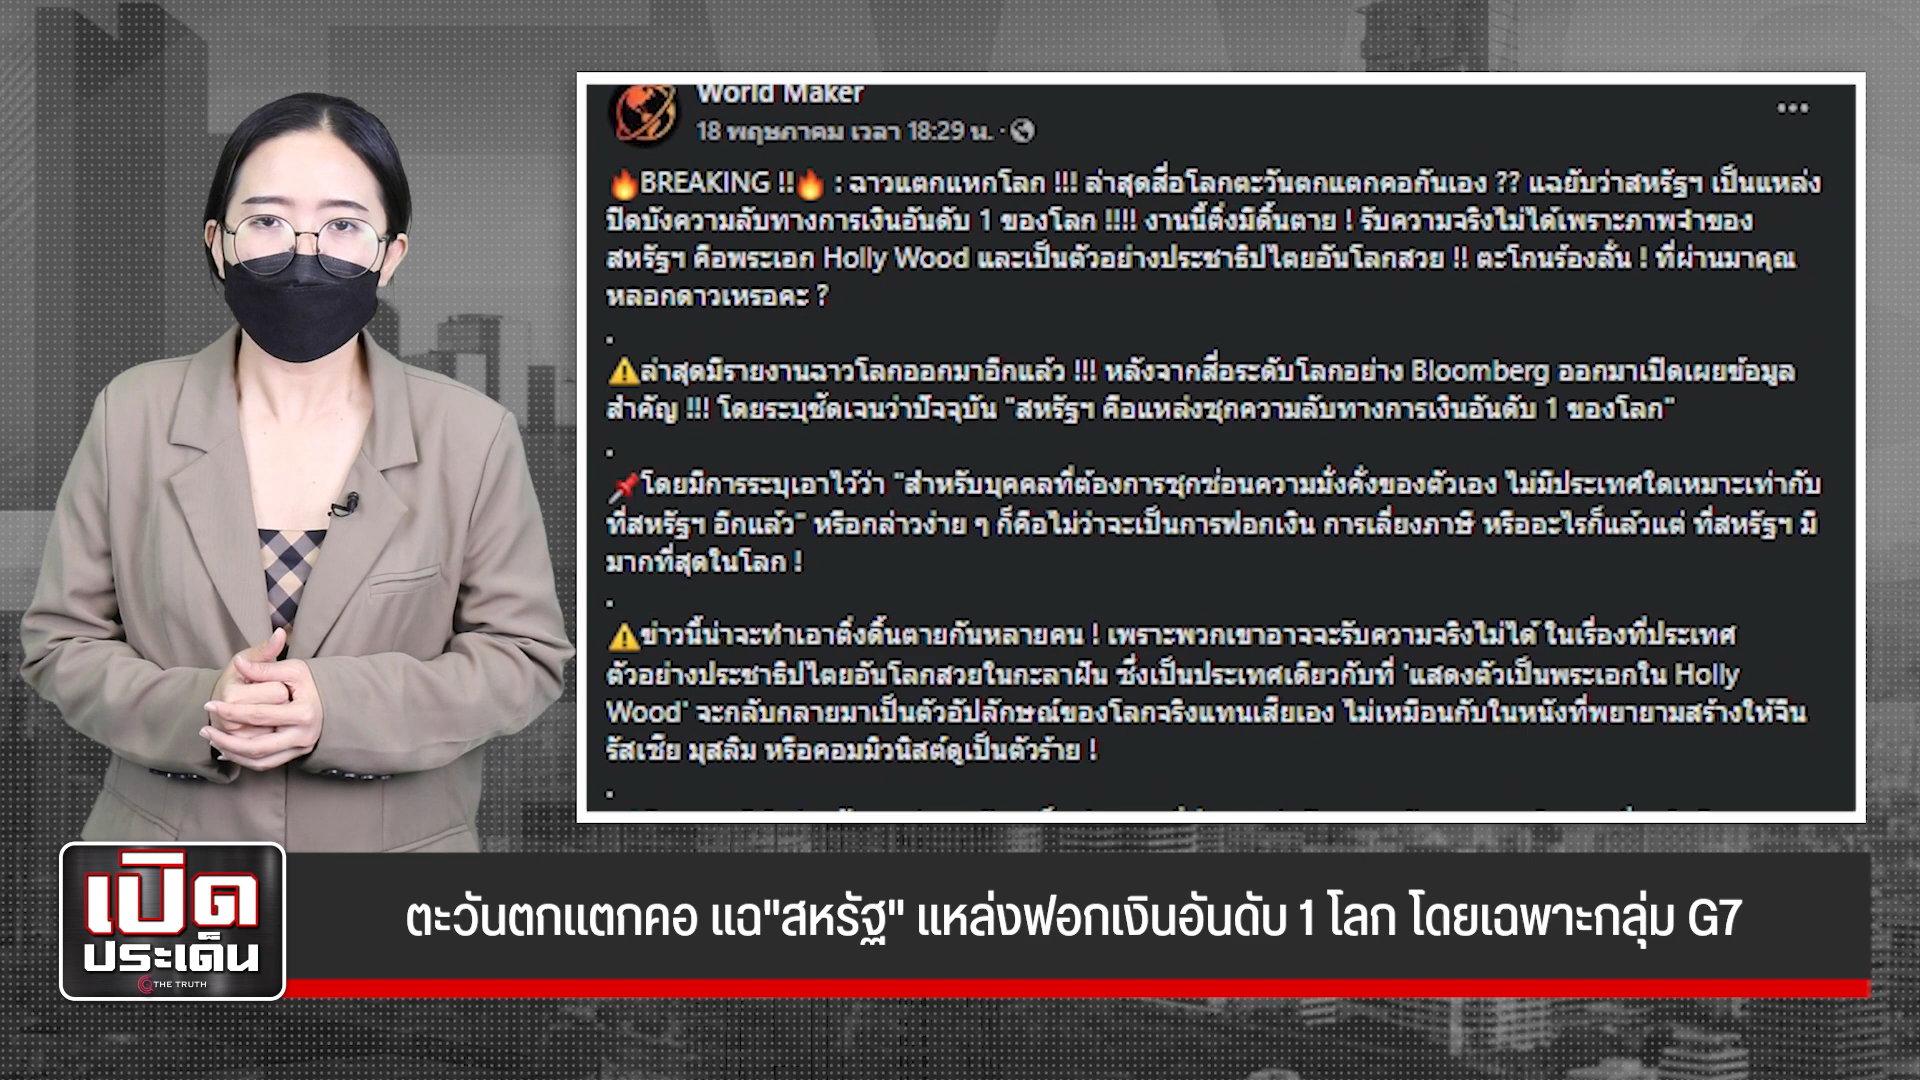 World Maker
18 พฤษภาคม เวลา 18:29 น. ·
🔥BREAKING !!🔥 : ฉาวแตกแหกโลก !!! ล่าสุดสื่อโลกตะวันตกแตกคอกันเอง ?? แฉยับว่าสหรัฐฯ เป็นแหล่ง
ปิดบังความลับทางการเงินอันดับ 1 ของโลก !!!! งานนี้ติ่งมีดิ้นตาย ! รับความจริงไม่ได้เพราะภาพจำของ
สหรัฐฯ คือพระเอก Holly Wood และเป็นตัวอย่างประชาธิปไตยอันโลกสวย !! ตะโกนร้องลั่น ! ที่ผ่านมาคุณ
หลอกดาวเหรอคะ ?
.
⚠️ล่าสุดมีรายงานฉาวโลกออกมาอีกแล้ว !!! หลังจากสื่อระดับโลกอย่าง Bloomberg ออกมาเปิดเผยข้อมูล
สำคัญ !!! โดยระบุชัดเจนว่าปัจจุบัน "สหรัฐฯ คือแหล่งซุกความลับทางการเงินอันดับ 1 ของโลก"
.
📌โดยมีการระบุเอาไว้ว่า "สำหรับบุคคลที่ต้องการซุกซ่อนความมั่งคั่งของตัวเอง ไม่มีประเทศใดเหมาะเท่ากับ
ที่สหรัฐฯ อีกแล้ว" หรือกล่าวง่าย ๆ ก็คือไม่ว่าจะเป็นการฟอกเงิน การเลี่ยงภาษี หรืออะไรก็แล้วแต่ ที่สหรัฐฯ มี
มากที่สุดในโลก !
.
⚠️ข่าวนี้น่าจะทำเอาติ่งดิ้นตายกันหลายคน ! เพราะพวกเขาอาจจะรับความจริงไม่ได้ ในเรื่องที่ประเทศ
ตัวอย่างประชาธิปไตยอันโลกสวยในกะลาฝัน ซึ่งเป็นประเทศเดียวกับที่ 'แสดงตัวเป็นพระเอกใน Holly
Wood' จะกลับกลายมาเป็นตัวอัปลักษณ์ของโลกจริงแทนเสียเอง ไม่เหมือนกับในหนังที่พยายามสร้างให้จีน
รัสเซีย มุสลิม หรือคอมมิวนิสต์ดูเป็นตัวร้าย !
.
เปิด
ประเด็น
THE TRUTH
ตะวันตกแตกคอ แฉ"สหรัฐ" แหล่งฟอกเงินอันดับ 1 โลก โดยเฉพาะกลุ่ม G7